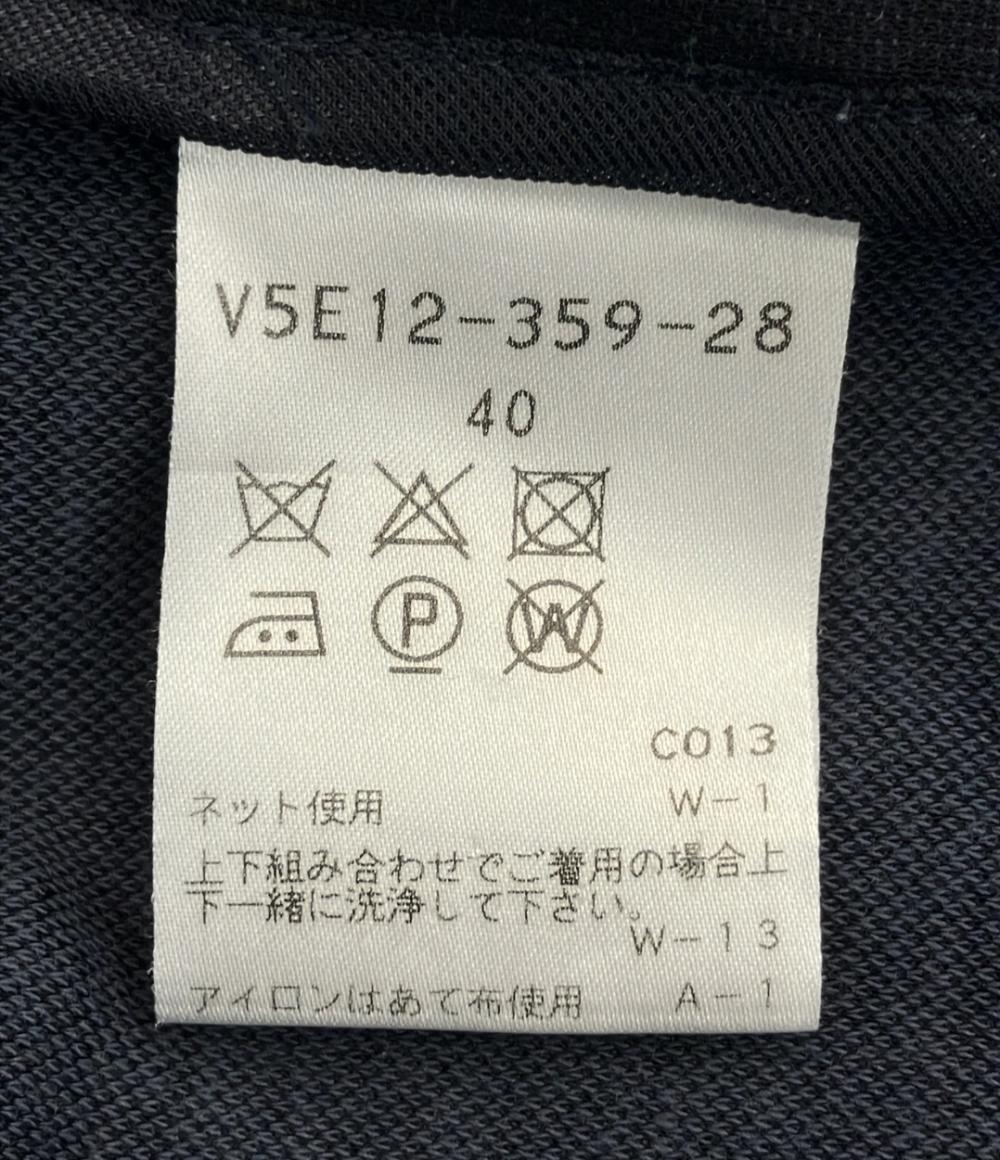 V5E12-359-28
40
P
W
C013
ネット使用 W-1
上下組み合わせでご着用の場合上
下一緒に洗浄して下さい。
W-13
アイロンはあて布使用 A-1